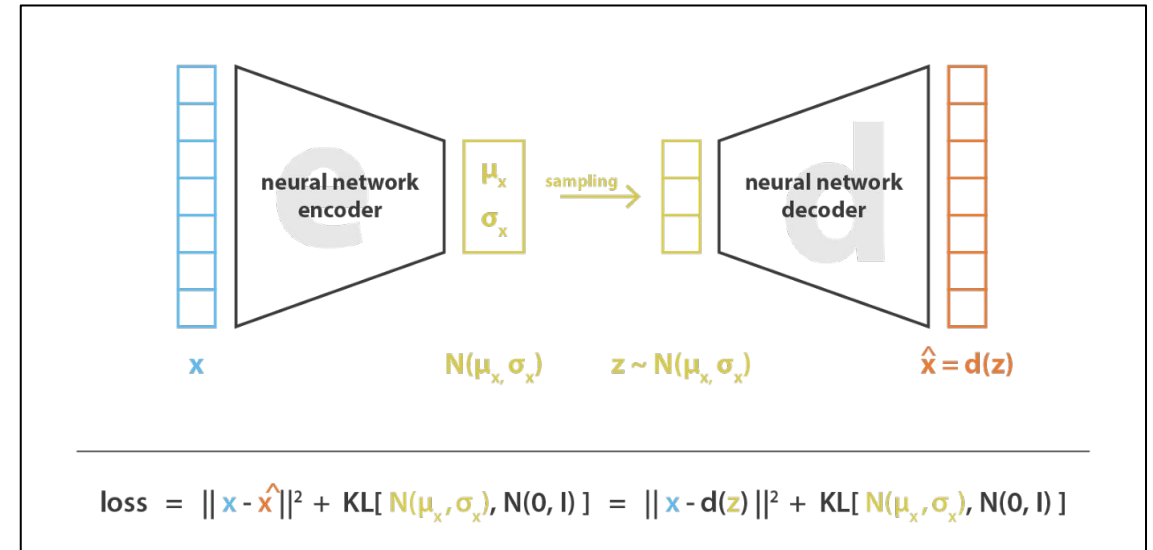 e
neural network
encoder
μₓ
σₓ
sampling
d
neural network
decoder
x
N(μₓ, σₓ)
z ~ N(μₓ, σₓ)
x̂ = d(z)
loss = || x - x̂ ||² + KL[ N(μₓ, σₓ), N(0, I) ] = || x - d(z) ||² + KL[ N(μₓ, σₓ), N(0, I) ]